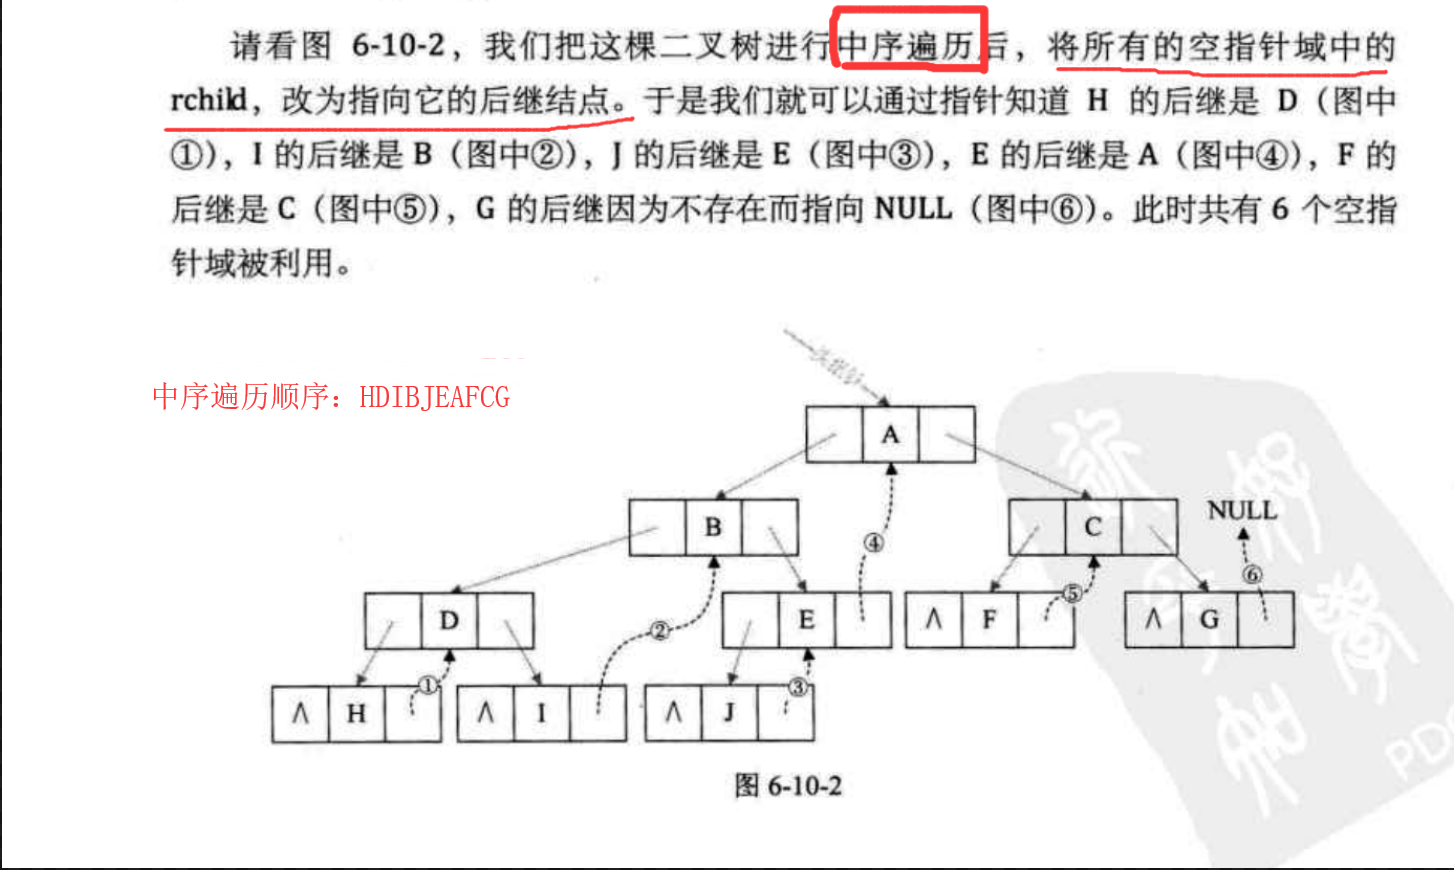 请看图 6-10-2，我们把这棵二叉树进行中序遍历后，将所有的空指针域中的
rchild，改为指向它的后继结点。于是我们就可以通过指针知道 H 的后继是 D（图中
①），I 的后继是 B（图中②），J 的后继是 E（图中③），E 的后继是 A（图中④），F 的
后继是 C（图中⑤），G 的后继因为不存在而指向 NULL（图中⑥）。此时共有 6 个空指
针域被利用。
中序遍历顺序：HDIBJEAFCG
A
B
C
NULL
④
⑥
⑤
D
②
E
∧ F
∧ G
①
③
∧ H
∧ I
∧ J
图 6-10-2
PD